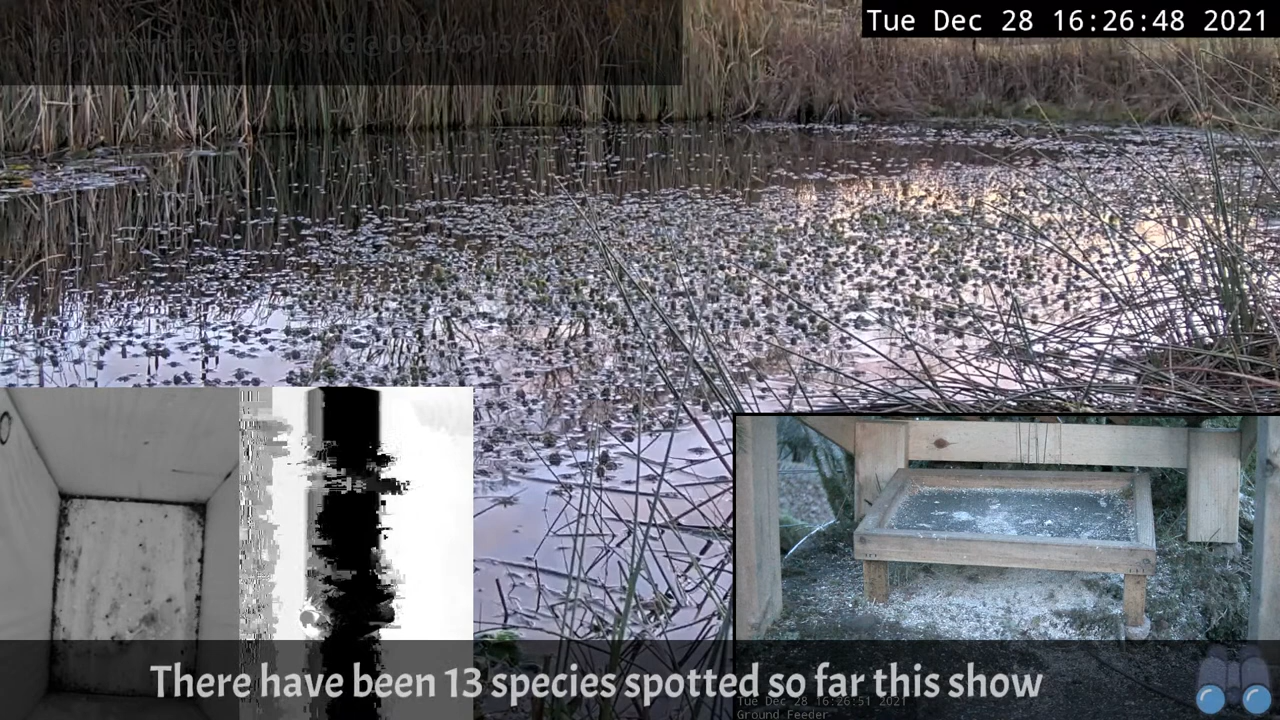 Tue Dec 28 16:26:48 2021
There have been 13 species spotted so far this show
Tue Dec 28 16:26:51 2021
Ground Feeder